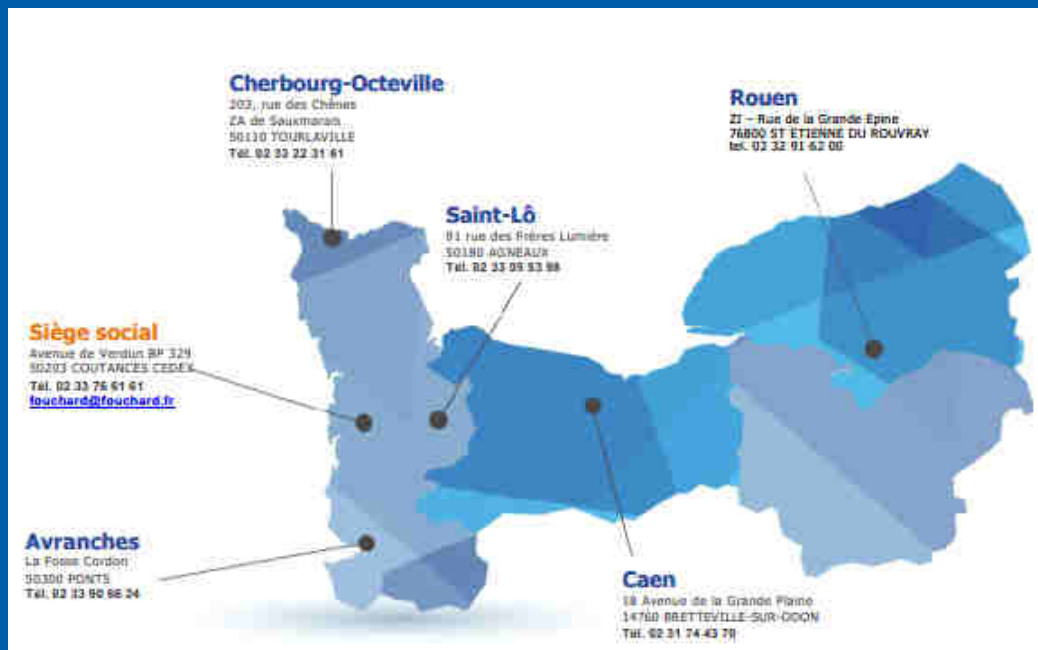 Cherbourg-Octeville
203, rue des Chênes
ZA de Sauxmarais
50110 TOURLAVILLE
Tél. 02 33 22 31 61
Rouen
ZI – Rue de la Grande Epine
76800 ST ETIENNE DU ROUVRAY
tel. 02 32 91 62 00
Saint-Lô
91 rue des Frères Lumière
50180 AGNEAUX
Tél. 02 33 05 53 98
Siège social
Avenue de Verdun BP 329
50203 COUTANCES CEDEX
Tél. 02 33 76 61 61
fouchard@fouchard.fr
Avranches
La Fosse Cordon
50300 PONTS
Tél. 02 33 90 66 24
Caen
18 Avenue de la Grande Plaine
14760 BRETTEVILLE-SUR-ODON
Tél. 02 31 74 43 70